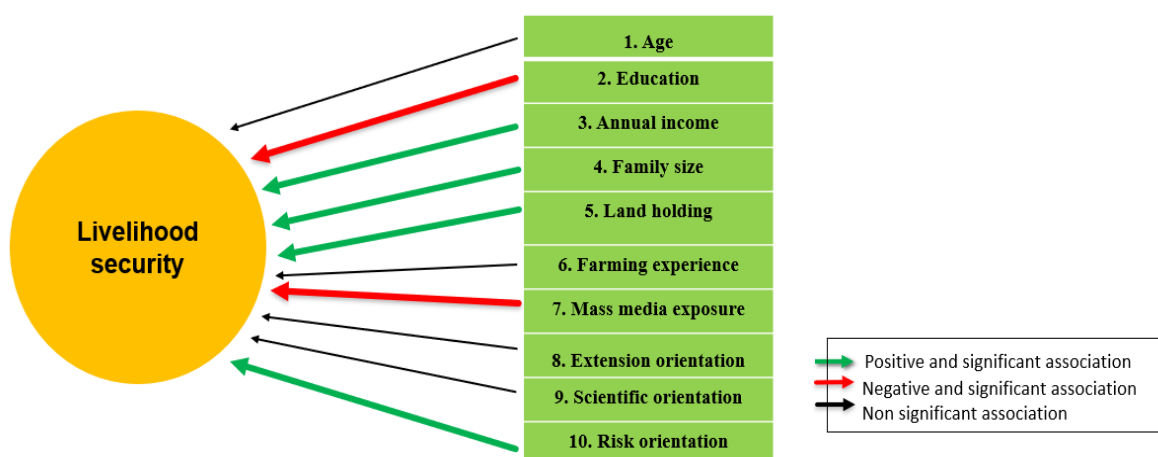 Livelihood
security
1. Age
2. Education
3. Annual income
4. Family size
5. Land holding
6. Farming experience
7. Mass media exposure
8. Extension orientation
9. Scientific orientation
10. Risk orientation
Positive and significant association
Negative and significant association
Non significant association